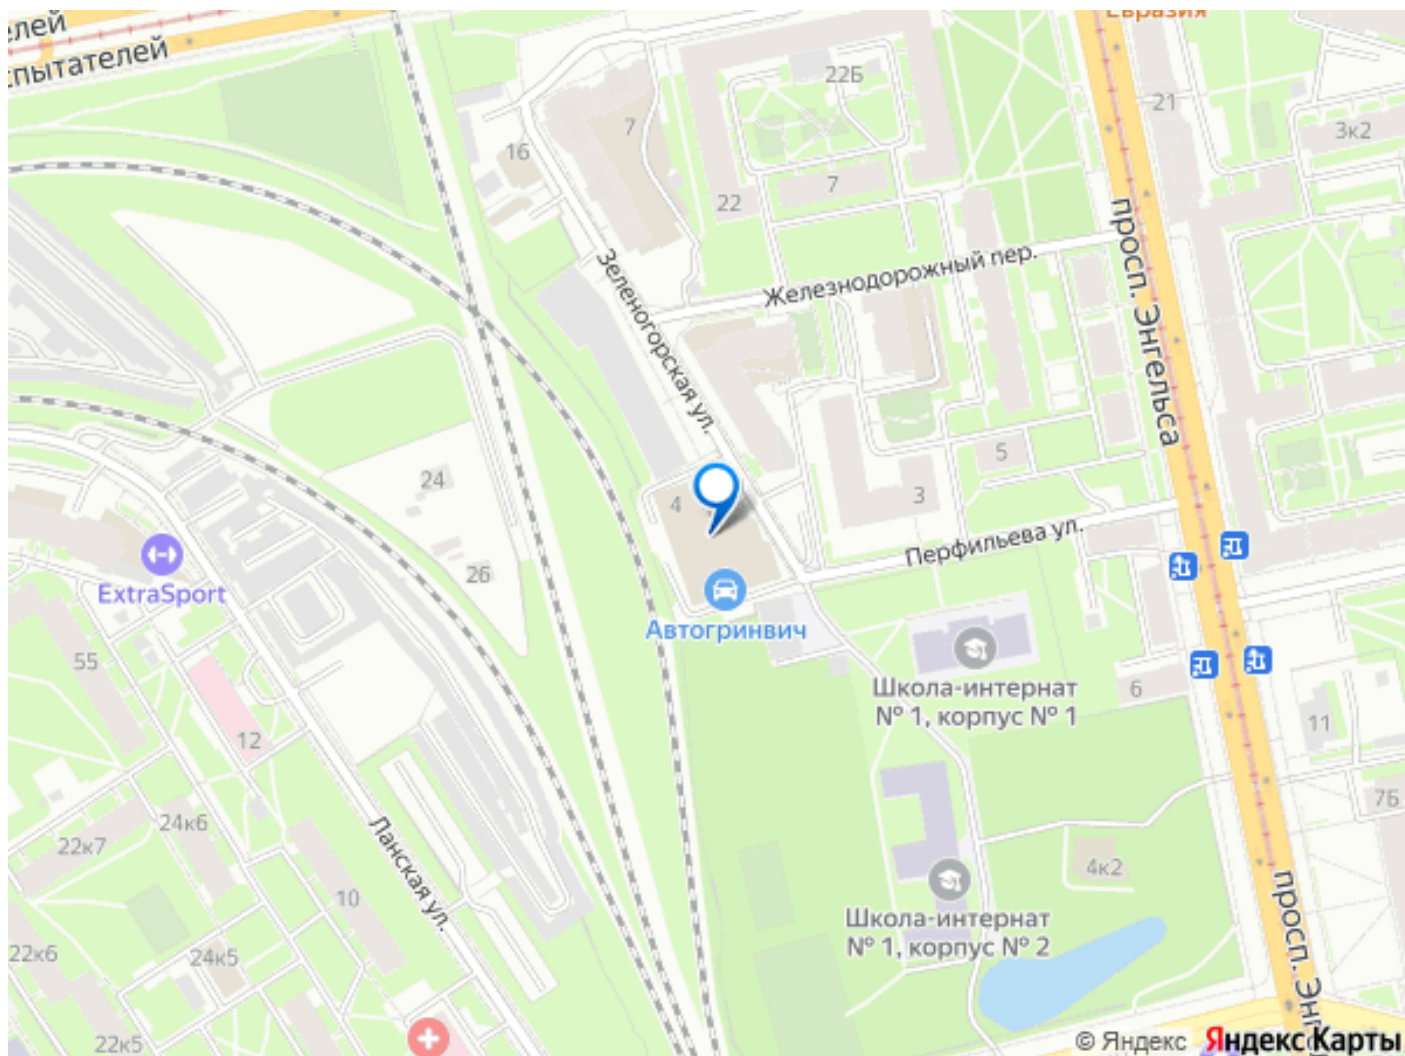 елей
спытателей
Евразия
22Б
21
3к2
7
16
7
22
Зеленогорская ул.
Железнодорожный пер.
просп. Энгельса
24
4
5
3
Перфильева ул.
26
ExtraSport
Автогринвич
55
Школа-интернат
№ 1, корпус № 1
6
11
12
7Б
24к6
22к7
Ланская ул.
10
4к2
Школа-интернат
№ 1, корпус № 2
просп. Энг
22к6
24к5
22к5
© Яндекс Яндекс Карты